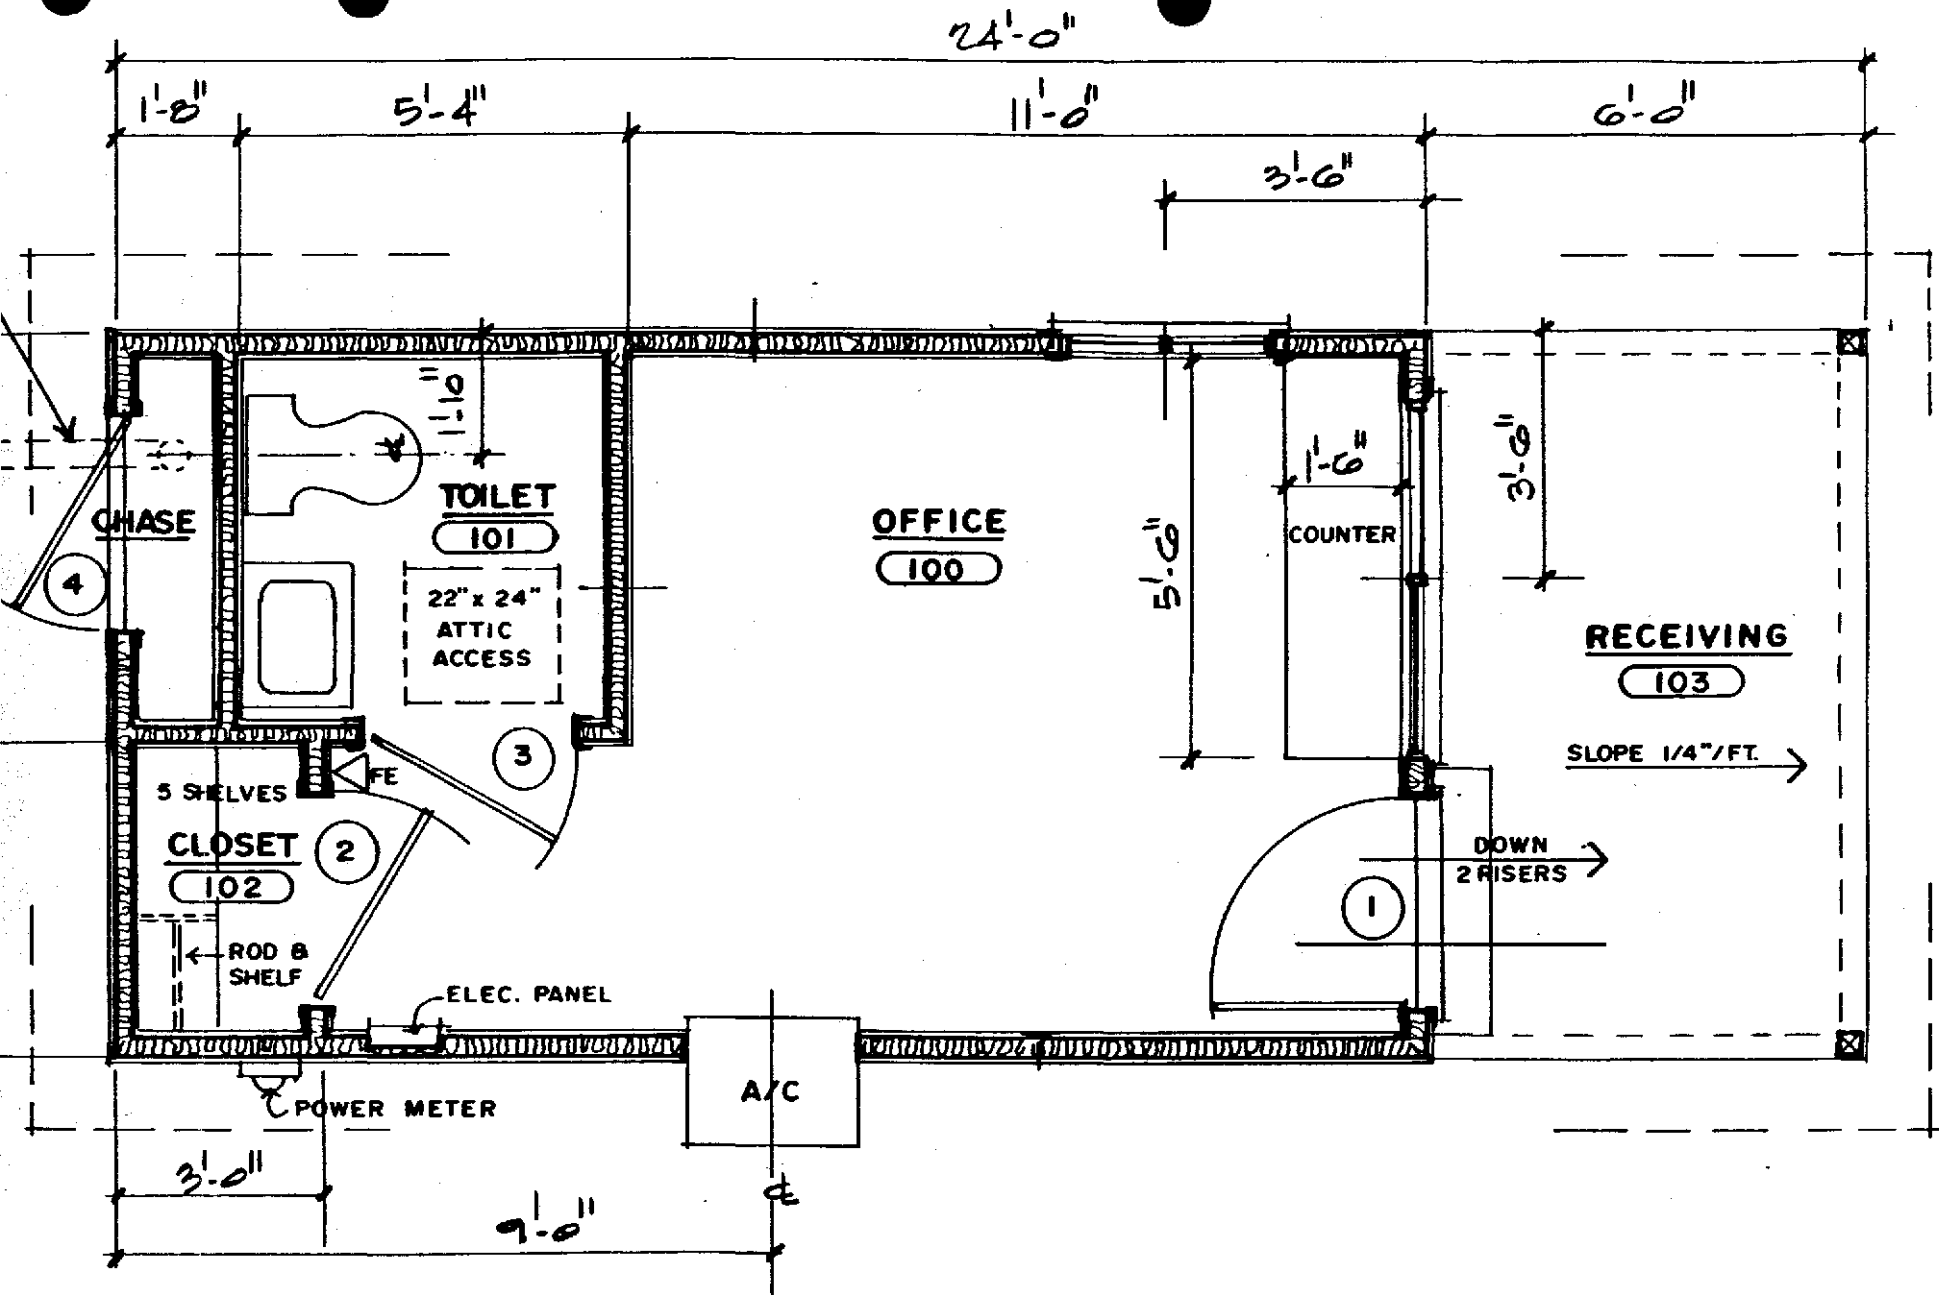 24'-0"
1'-8"
5'-4"
11'-0"
6'-0"
3'-6"
1'-10"
1'-6"
3'-6"
TOILET
101
CHASE
4
OFFICE
100
COUNTER
5'-6"
22" x 24"
ATTIC
ACCESS
RECEIVING
103
3
FE
SLOPE 1/4"/FT.
5 SHELVES
CLOSET
102
2
DOWN
2 RISERS
1
ROD &
SHELF
ELEC. PANEL
A/C
POWER METER
3'-0"
9'-0"